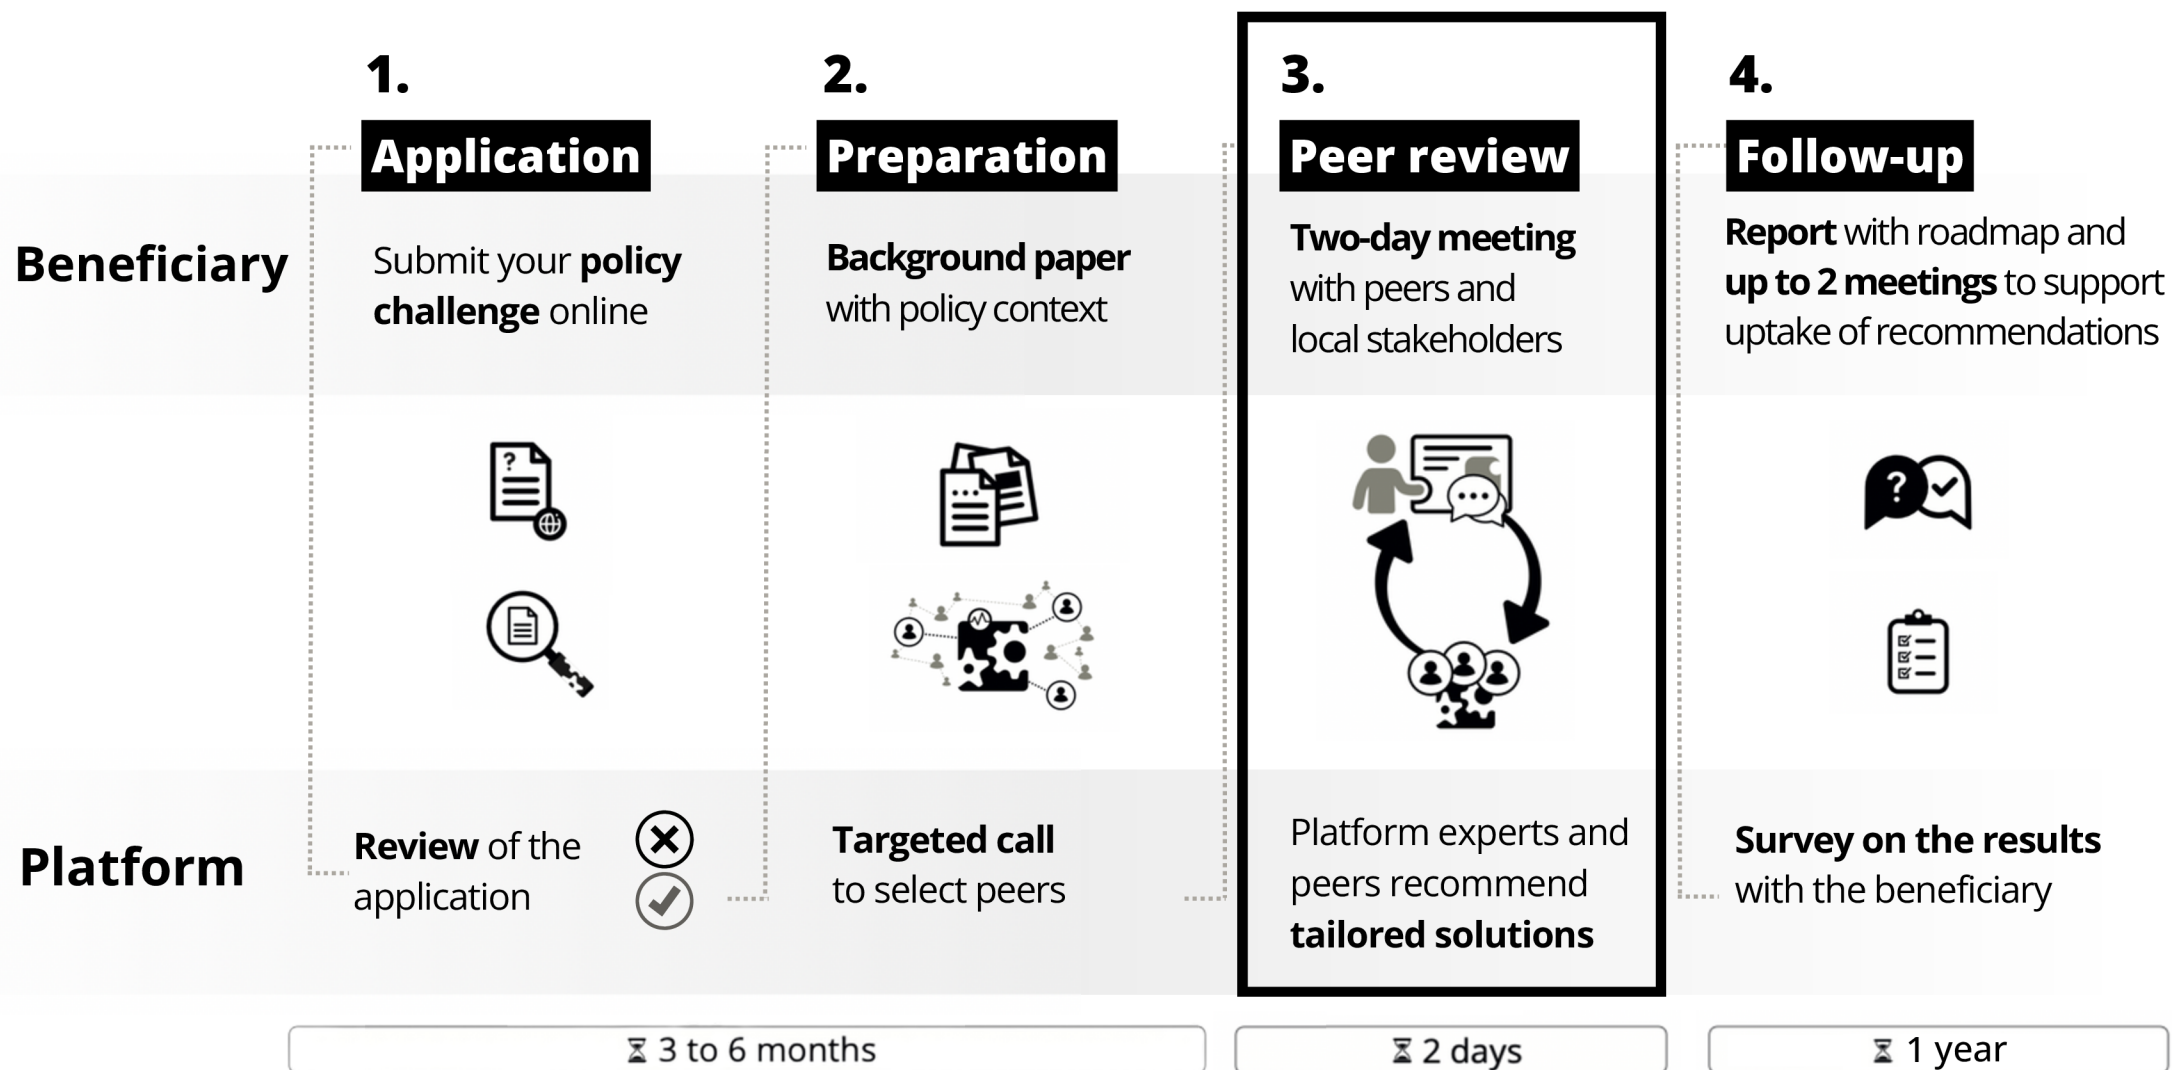 1.
Application
2.
Preparation
3.
Peer review
4.
Follow-up
Beneficiary
Submit your policy
challenge online
Background paper
with policy context
Two-day meeting
with peers and
local stakeholders
Report with roadmap and
up to 2 meetings to support
uptake of recommendations
?
?
Platform
Review of the
application
Targeted call
to select peers
Platform experts and
peers recommend
tailored solutions
Survey on the results
with the beneficiary
3 to 6 months
2 days
1 year